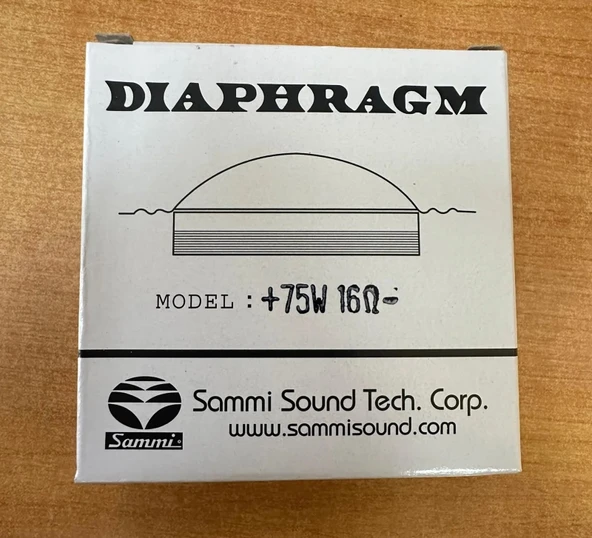 DIAPHRAGM
MODEL : +75W 16Ω-
Sammi Sound Tech. Corp.
www.sammisound.com
Sammi